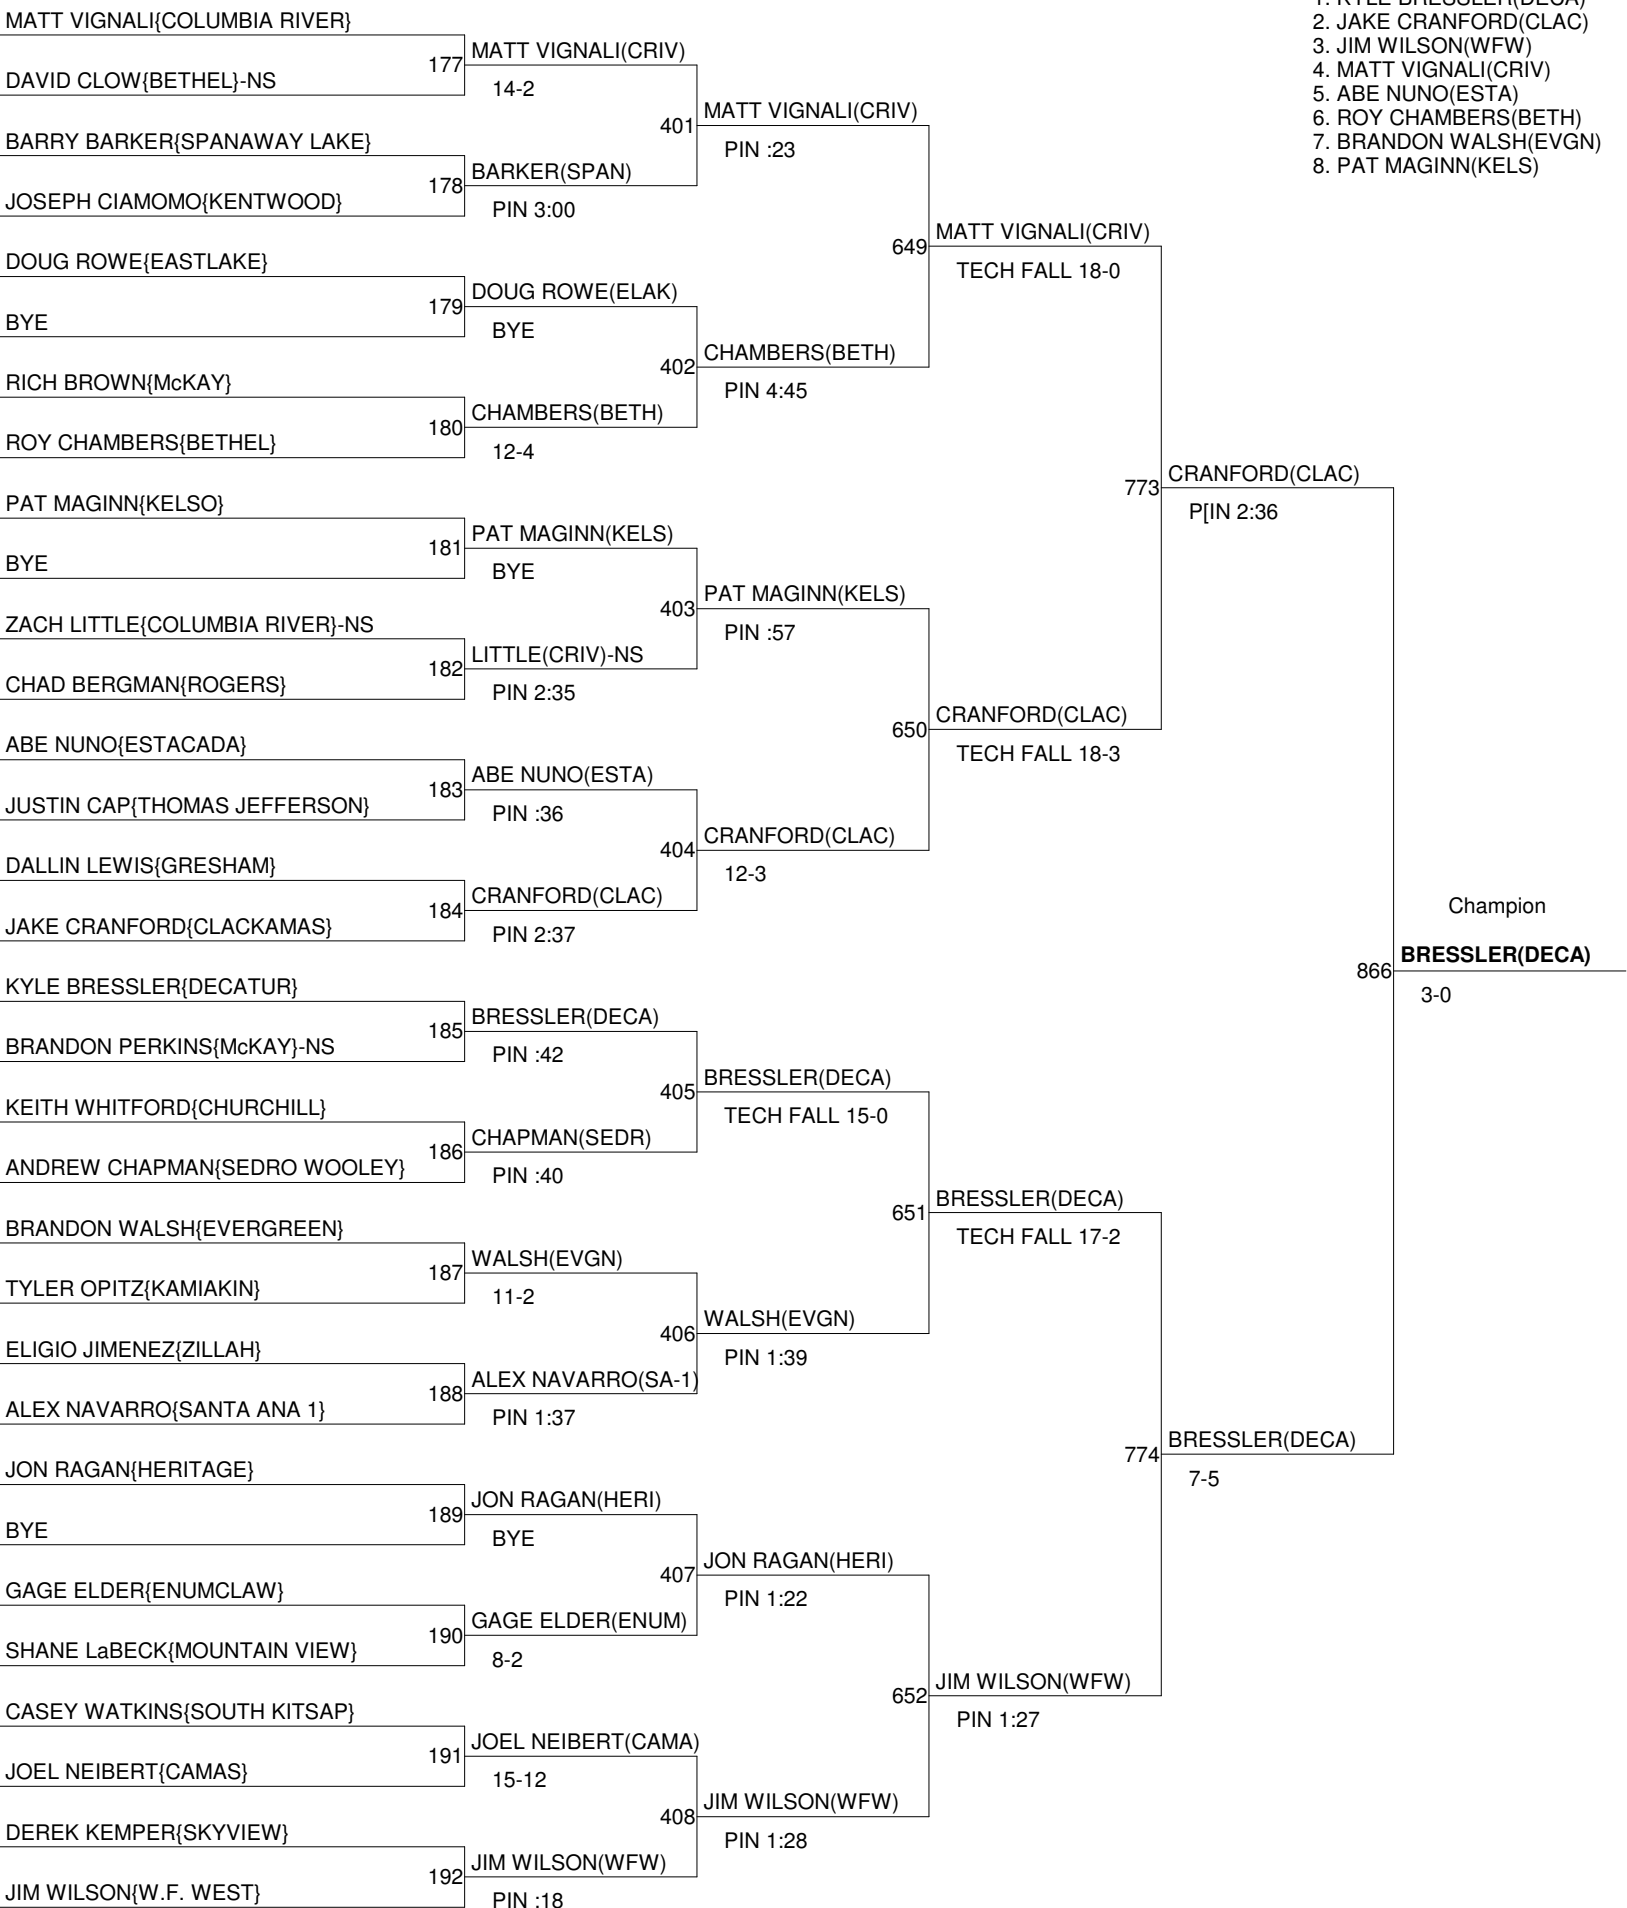 1. KYLE BRESSLER(DECA)
2. JAKE CRANFORD(CLAC)
3. JIM WILSON(WFW)
4. MATT VIGNALI(CRIV)
5. ABE NUNO(ESTA)
6. ROY CHAMBERS(BETH)
7. BRANDON WALSH(EVGN)
8. PAT MAGINN(KELS)
MATT VIGNALI{COLUMBIA RIVER}
DAVID CLOW{BETHEL}-NS
BARRY BARKER{SPANAWAY LAKE}
JOSEPH CIAMOMO{KENTWOOD}
DOUG ROWE{EASTLAKE}
BYE
RICH BROWN{McKAY}
ROY CHAMBERS{BETHEL}
PAT MAGINN{KELSO}
BYE
ZACH LITTLE{COLUMBIA RIVER}-NS
CHAD BERGMAN{ROGERS}
ABE NUNO{ESTACADA}
JUSTIN CAP{THOMAS JEFFERSON}
DALLIN LEWIS{GRESHAM}
JAKE CRANFORD{CLACKAMAS}
KYLE BRESSLER{DECATUR}
BRANDON PERKINS{McKAY}-NS
KEITH WHITFORD{CHURCHILL}
ANDREW CHAPMAN{SEDRO WOOLEY}
BRANDON WALSH{EVERGREEN}
TYLER OPITZ{KAMIAKIN}
ELIGIO JIMENEZ{ZILLAH}
ALEX NAVARRO{SANTA ANA 1}
JON RAGAN{HERITAGE}
BYE
GAGE ELDER{ENUMCLAW}
SHANE LaBECK{MOUNTAIN VIEW}
CASEY WATKINS{SOUTH KITSAP}
JOEL NEIBERT{CAMAS}
DEREK KEMPER{SKYVIEW}
JIM WILSON{W.F. WEST}
177 MATT VIGNALI(CRIV)
14-2
178 BARKER(SPAN)
PIN 3:00
179 DOUG ROWE(ELAK)
BYE
180 CHAMBERS(BETH)
12-4
181 PAT MAGINN(KELS)
BYE
182 LITTLE(CRIV)-NS
PIN 2:35
183 ABE NUNO(ESTA)
PIN :36
184 CRANFORD(CLAC)
PIN 2:37
185 BRESSLER(DECA)
PIN :42
186 CHAPMAN(SEDR)
PIN :40
187 WALSH(EVGN)
11-2
188 ALEX NAVARRO(SA-1)
PIN 1:37
189 JON RAGAN(HERI)
BYE
190 GAGE ELDER(ENUM)
8-2
191 JOEL NEIBERT(CAMA)
15-12
192 JIM WILSON(WFW)
PIN :18
401 MATT VIGNALI(CRIV)
PIN :23
402 CHAMBERS(BETH)
PIN 4:45
403 PAT MAGINN(KELS)
PIN :57
404 CRANFORD(CLAC)
12-3
405 BRESSLER(DECA)
TECH FALL 15-0
406 WALSH(EVGN)
PIN 1:39
407 JON RAGAN(HERI)
PIN 1:22
408 JIM WILSON(WFW)
PIN 1:28
649 MATT VIGNALI(CRIV)
TECH FALL 18-0
650 CRANFORD(CLAC)
TECH FALL 18-3
651 BRESSLER(DECA)
TECH FALL 17-2
652 JIM WILSON(WFW)
PIN 1:27
773 CRANFORD(CLAC)
P[IN 2:36
774 BRESSLER(DECA)
7-5
Champion
866 BRESSLER(DECA)
3-0